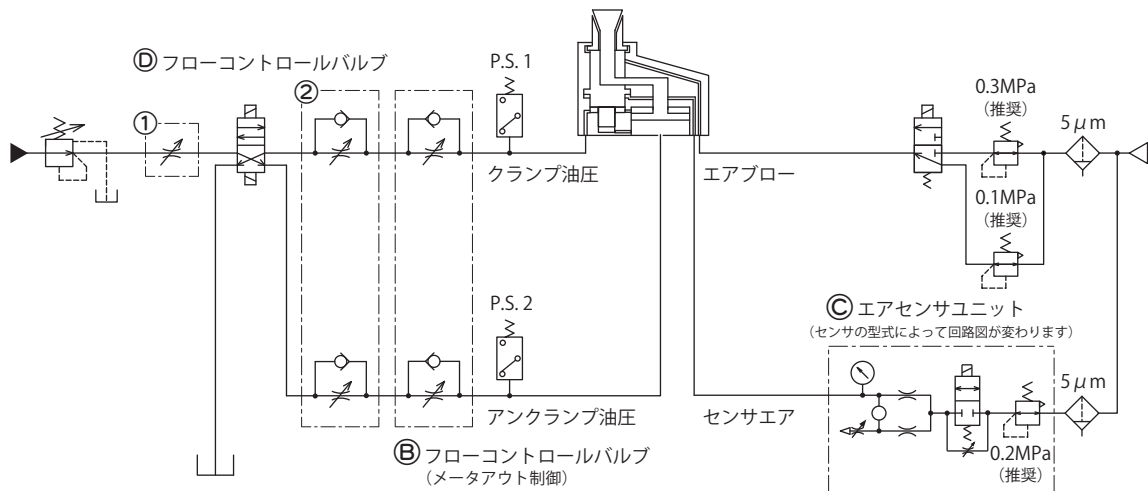 Ⓓ フローコントロールバルブ
①
②
P.S. 1
クランプ油圧
エアブロー
0.3MPa
(推奨)
5μm
0.1MPa
(推奨)
P.S. 2
アンクランプ油圧
センサエア
Ⓒ エアセンサユニット
(センサの型式によって回路図が変わります)
5μm
0.2MPa
(推奨)
Ⓑ フローコントロールバルブ
(メータアウト制御)